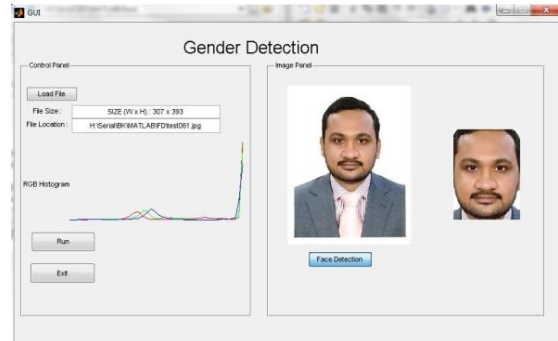 GUI
Gender Detection
Control Panel
Load File
File Size :
SIZE (W x H) : 307 x 393
File Location :
H:\Serial\BK\MATLAB\FD\test061.jpg
RGB Histogram
Run
Exit
Image Panel
Face Detection